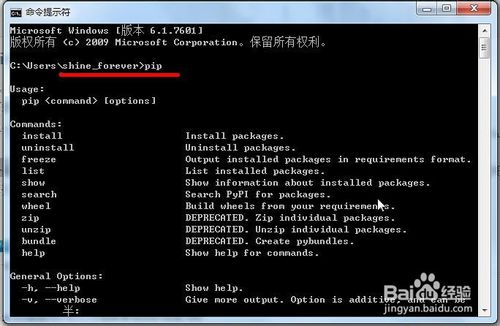 命令提示符
Microsoft Windows [版本 6.1.7601]
版权所有 (c) 2009 Microsoft Corporation。保留所有权利。
C:\Users\shine_forever>pip
Usage:
pip <command> [options]
Commands:
install Install packages.
uninstall Uninstall packages.
freeze Output installed packages in requirements format.
list List installed packages.
show Show information about installed packages.
search Search PyPI for packages.
wheel Build wheels from your requirements.
zip DEPRECATED. Zip individual packages.
unzip DEPRECATED. Unzip individual packages.
bundle DEPRECATED. Create pybundles.
help Show help for commands.
General Options:
-h, --help Show help.
-v, --verbose Give more output. Option is additive, and can be
半:
Baidu 经验
jingyan.baidu.com